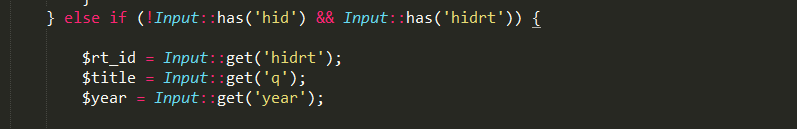 } else if (!Input::has('hid') && Input::has('hidrt')) {
$rt_id = Input::get('hidrt');
$title = Input::get('q');
$year = Input::get('year');